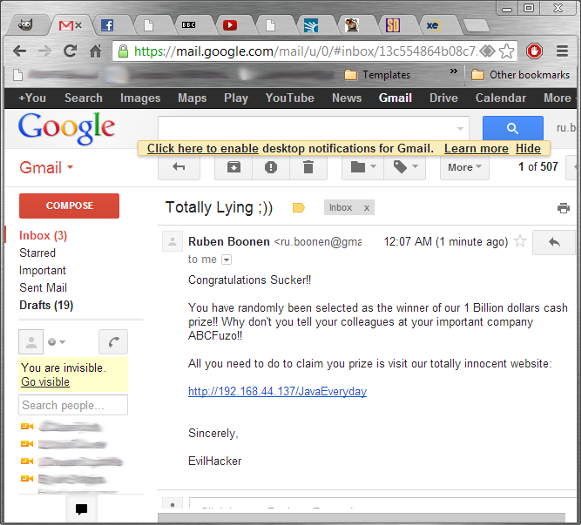 https://mail.google.com/mail/u/0/#inbox/13c554864b08c7
Templates » Other bookmarks
+You Search Images Maps Play YouTube News Gmail Drive Calendar More
Google ru.
Click here to enable desktop notifications for Gmail. Learn more Hide
Gmail More 1 of 507
COMPOSE
Totally Lying ;)) Inbox x
Inbox (3)
Starred
Important
Sent Mail
Drafts (19)
Ruben Boonen <ru.boonen@gma 12:07 AM (1 minute ago)
to me
Congratulations Sucker!!
You have randomly been selected as the winner of our 1 Billion dollars cash
prize!! Why don't you tell your colleagues at your important company
ABCFuzo!!
All you need to do to claim you prize is visit our totally innocent website:
http://192.168.44.137/JavaEveryday
Sincerely,
EvilHacker
You are invisible.
Go visible
Search people...